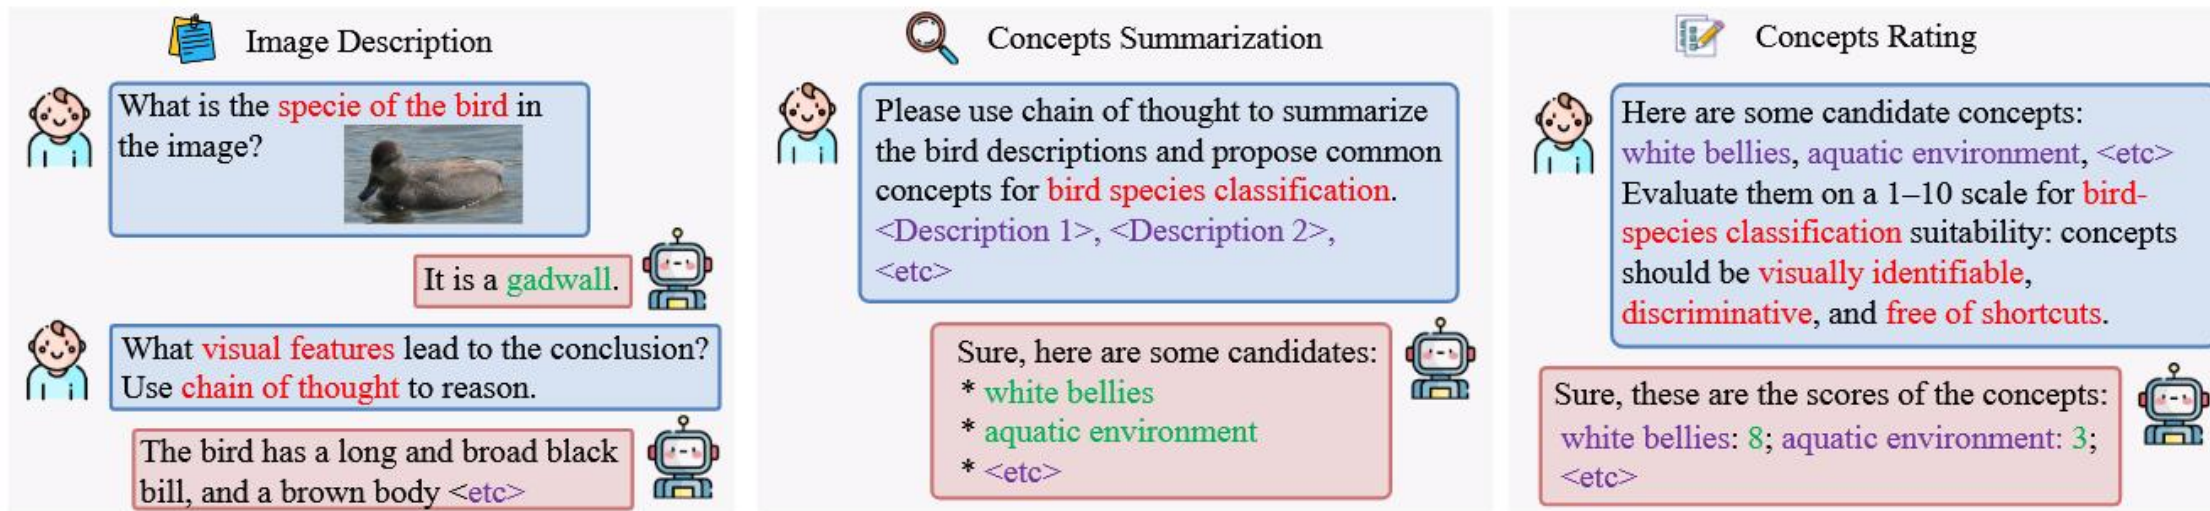 Image Description
What is the specie of the bird in
the image?
It is a gadwall.
What visual features lead to the conclusion?
Use chain of thought to reason.
The bird has a long and broad black
bill, and a brown body <etc>
Concepts Summarization
Please use chain of thought to summarize
the bird descriptions and propose common
concepts for bird species classification.
<Description 1>, <Description 2>,
<etc>
Sure, here are some candidates:
* white bellies
* aquatic environment
* <etc>
Concepts Rating
Here are some candidate concepts:
white bellies, aquatic environment, <etc>
Evaluate them on a 1–10 scale for bird-
species classification suitability: concepts
should be visually identifiable,
discriminative, and free of shortcuts.
Sure, these are the scores of the concepts:
white bellies: 8; aquatic environment: 3;
<etc>